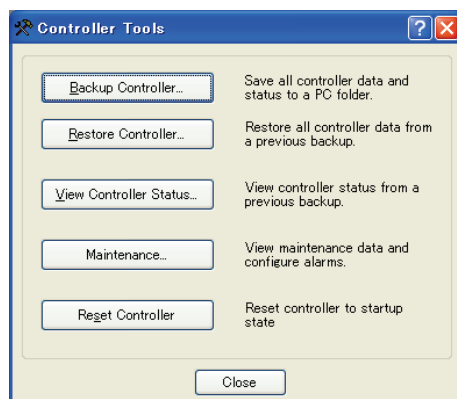 Controller Tools
?
Backup Controller...
Save all controller data and
status to a PC folder.
Restore Controller...
Restore all controller data from
a previous backup.
View Controller Status...
View controller status from a
previous backup.
Maintenance...
View maintenance data and
configure alarms.
Reset Controller
Reset controller to startup
state
Close